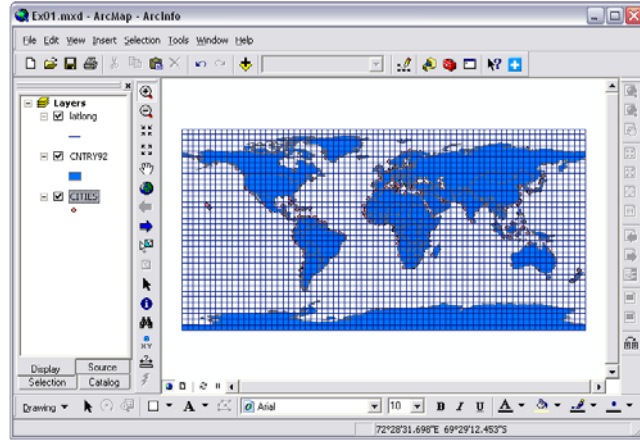 Ex01.mxd - ArcMap - ArcInfo
File Edit View Insert Selection Tools Window Help
Layers
latlong
CNTRY92
CITIES
XY
Display Source
Selection Catalog
Drawing A Arial 10 B I U A
72°28'31.698"E 69°29'12.453"S